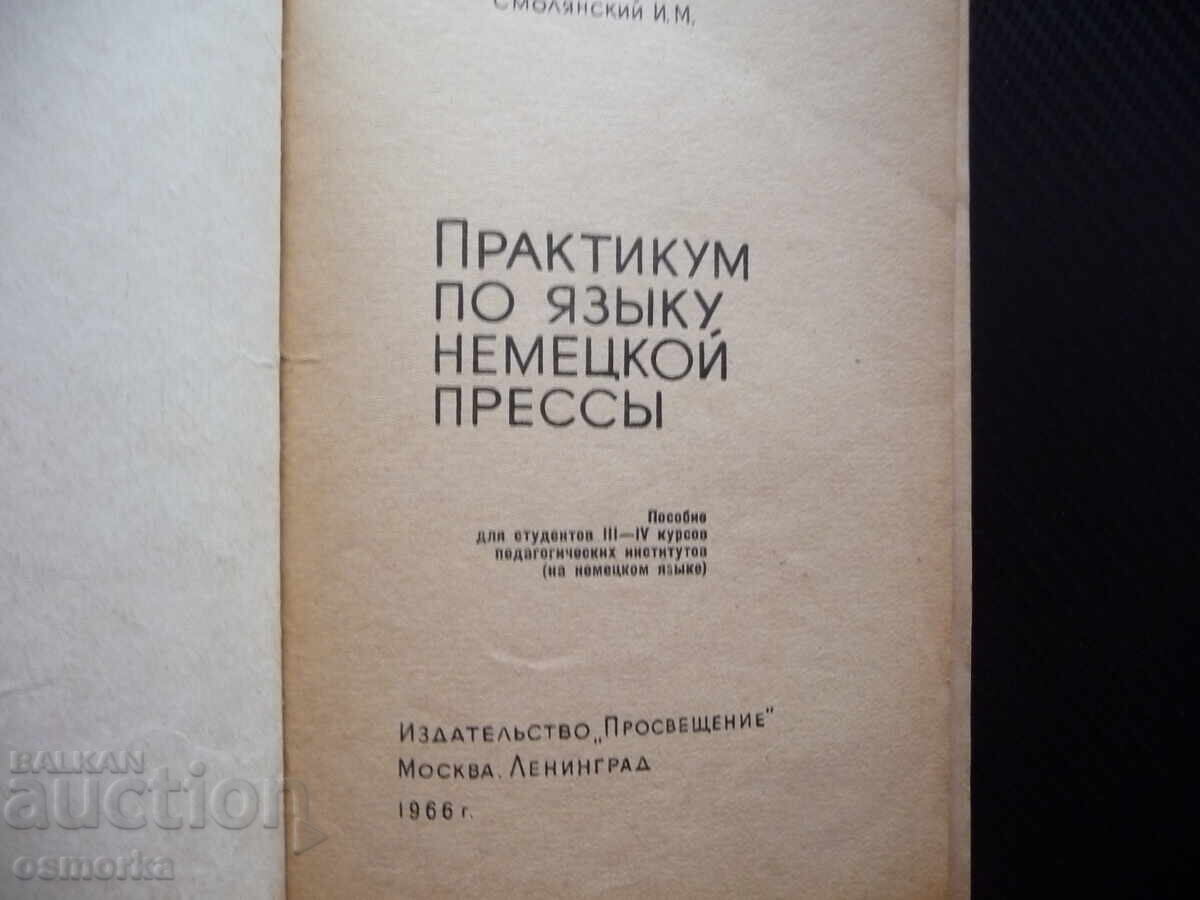 Смолянский И.М.
Практикум
по языку
немецкой
прессы
Пособие
для студентов III—IV курсов
педагогических институтов
(на немецком языке)
Издательство „Просвещение"
Москва. Ленинград
1966 г.
BALKAN
auction
osmorka